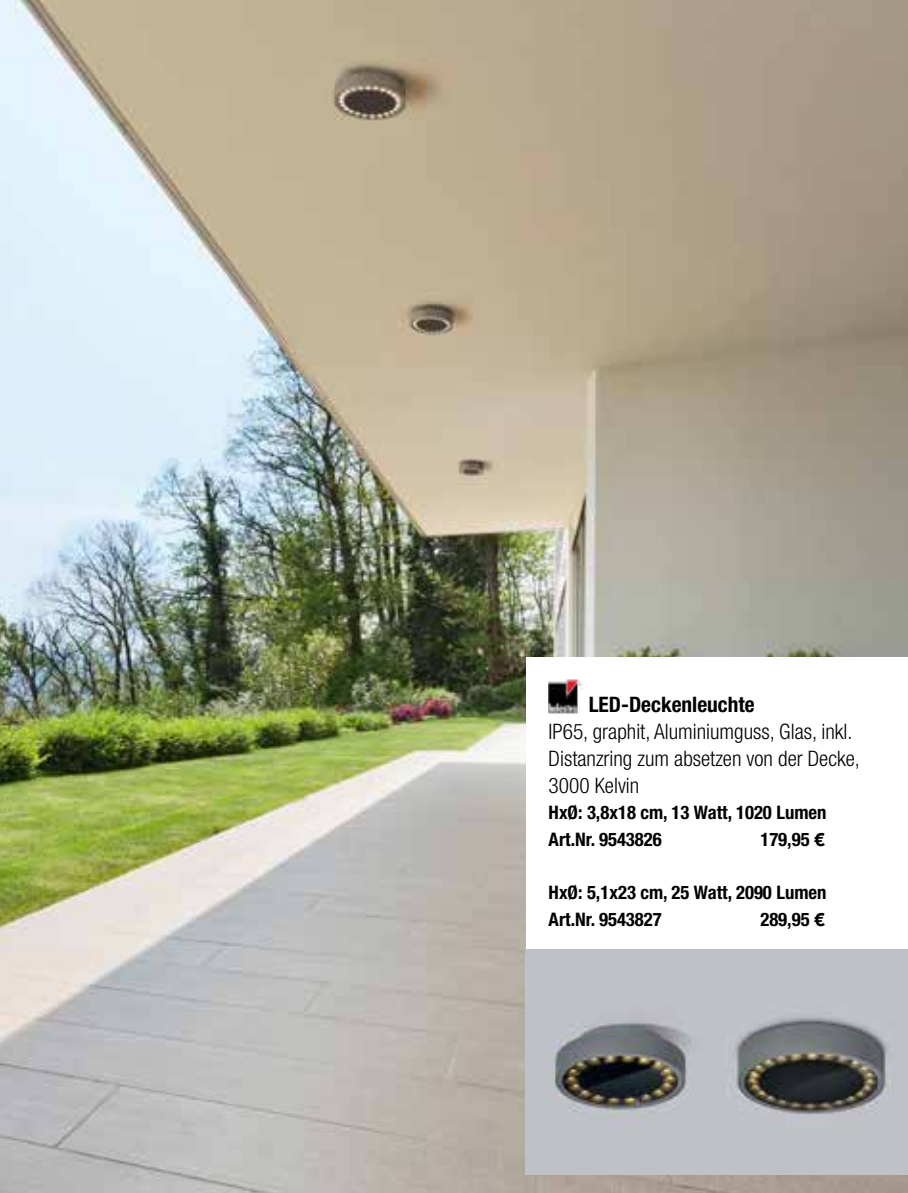 LED-Deckenleuchte
IP65, graphit, Aluminiumguss, Glas, inkl.
Distanzring zum absetzen von der Decke,
3000 Kelvin
HxØ: 3,8x18 cm, 13 Watt, 1020 Lumen
Art.Nr. 9543826 179,95 €
HxØ: 5,1x23 cm, 25 Watt, 2090 Lumen
Art.Nr. 9543827 289,95 €